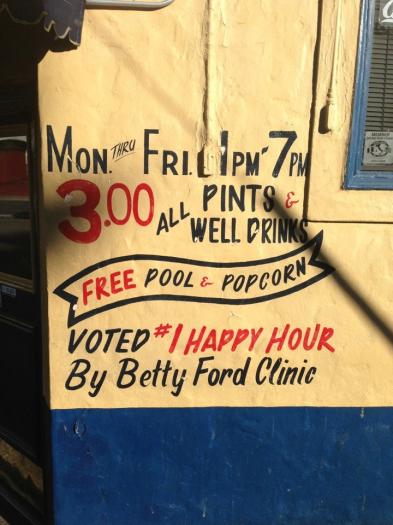 MON. THRU FRI. 1PM-7PM
3.00 ALL PINTS & WELL DRINKS
FREE POOL & POPCORN
VOTED #1 HAPPY HOUR
By Betty Ford Clinic